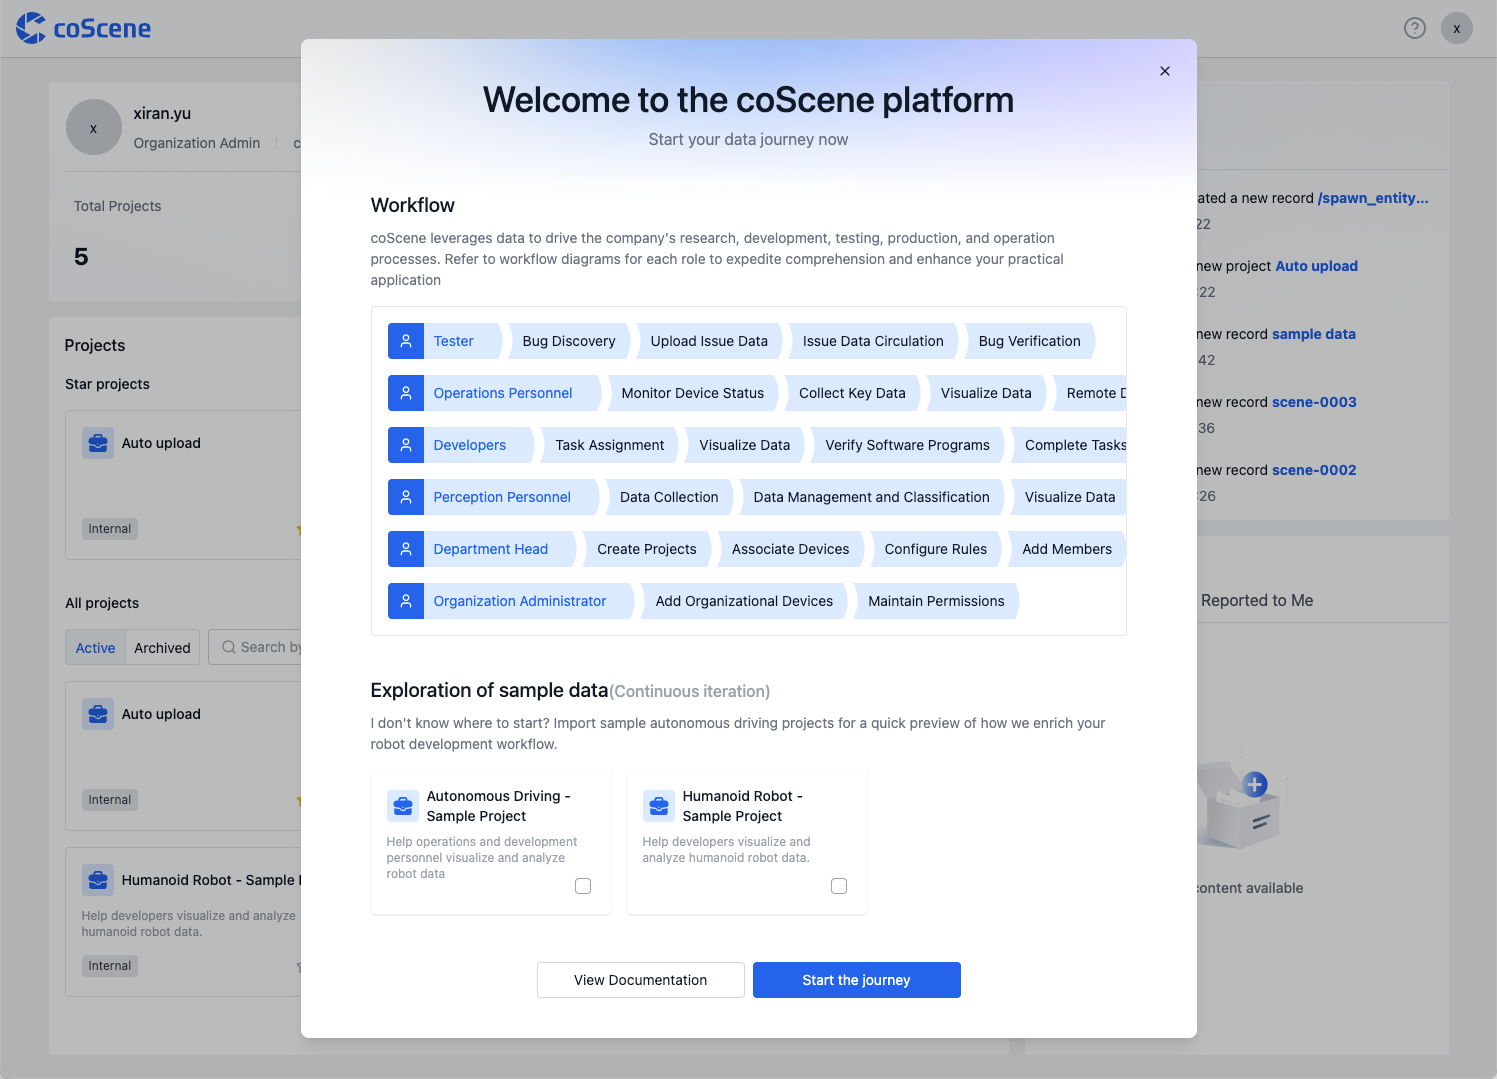 coScene
x
x
xiran.yu
Organization Admin
Total Projects
5
Projects
Star projects
Auto upload
Internal
All projects
Active
Archived
Search by
Auto upload
Internal
Humanoid Robot - Sample
Help developers visualize and analyze
humanoid robot data.
Internal
Welcome to the coScene platform
Start your data journey now
Workflow
coScene leverages data to drive the company's research, development, testing, production, and operation
processes. Refer to workflow diagrams for each role to expedite comprehension and enhance your practical
application
Tester Bug Discovery Upload Issue Data Issue Data Circulation Bug Verification
Operations Personnel Monitor Device Status Collect Key Data Visualize Data Remote D
Developers Task Assignment Visualize Data Verify Software Programs Complete Tasks
Perception Personnel Data Collection Data Management and Classification Visualize Data
Department Head Create Projects Associate Devices Configure Rules Add Members
Organization Administrator Add Organizational Devices Maintain Permissions
Exploration of sample data(Continuous iteration)
I don't know where to start? Import sample autonomous driving projects for a quick preview of how we enrich your
robot development workflow.
Autonomous Driving -
Sample Project
Help operations and development
personnel visualize and analyze
robot data
Humanoid Robot -
Sample Project
Help developers visualize and
analyze humanoid robot data.
View Documentation
Start the journey
ated a new record /spawn_entity...
22
new project Auto upload
:22
new record sample data
42
new record scene-0003
36
new record scene-0002
:26
Reported to Me
content available